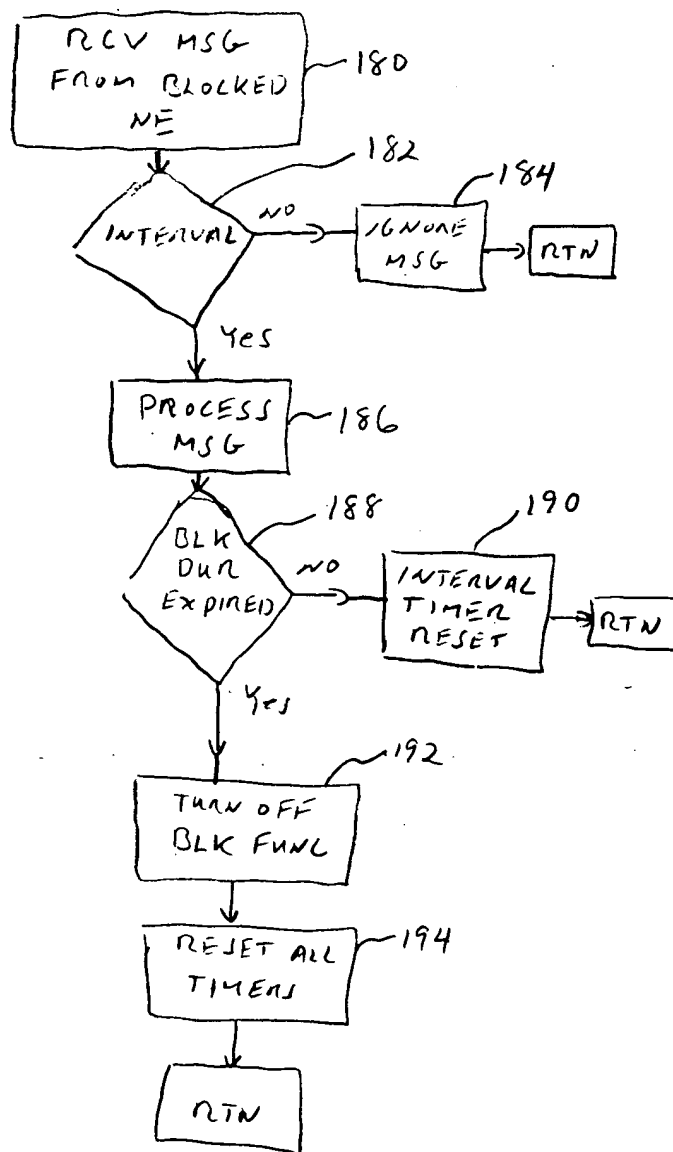 RCV MSG
FROM BLOCKED
NE
180
182
INTERVAL
NO
184
IGNORE
MSG
RTN
Yes
PROCESS
MSG
186
188
BLK
DUR
EXPIRED
NO
190
INTERVAL
TIMER
RESET
RTN
Yes
192
TURN OFF
BLK FUNC
RESET ALL
TIMERS
194
RTN